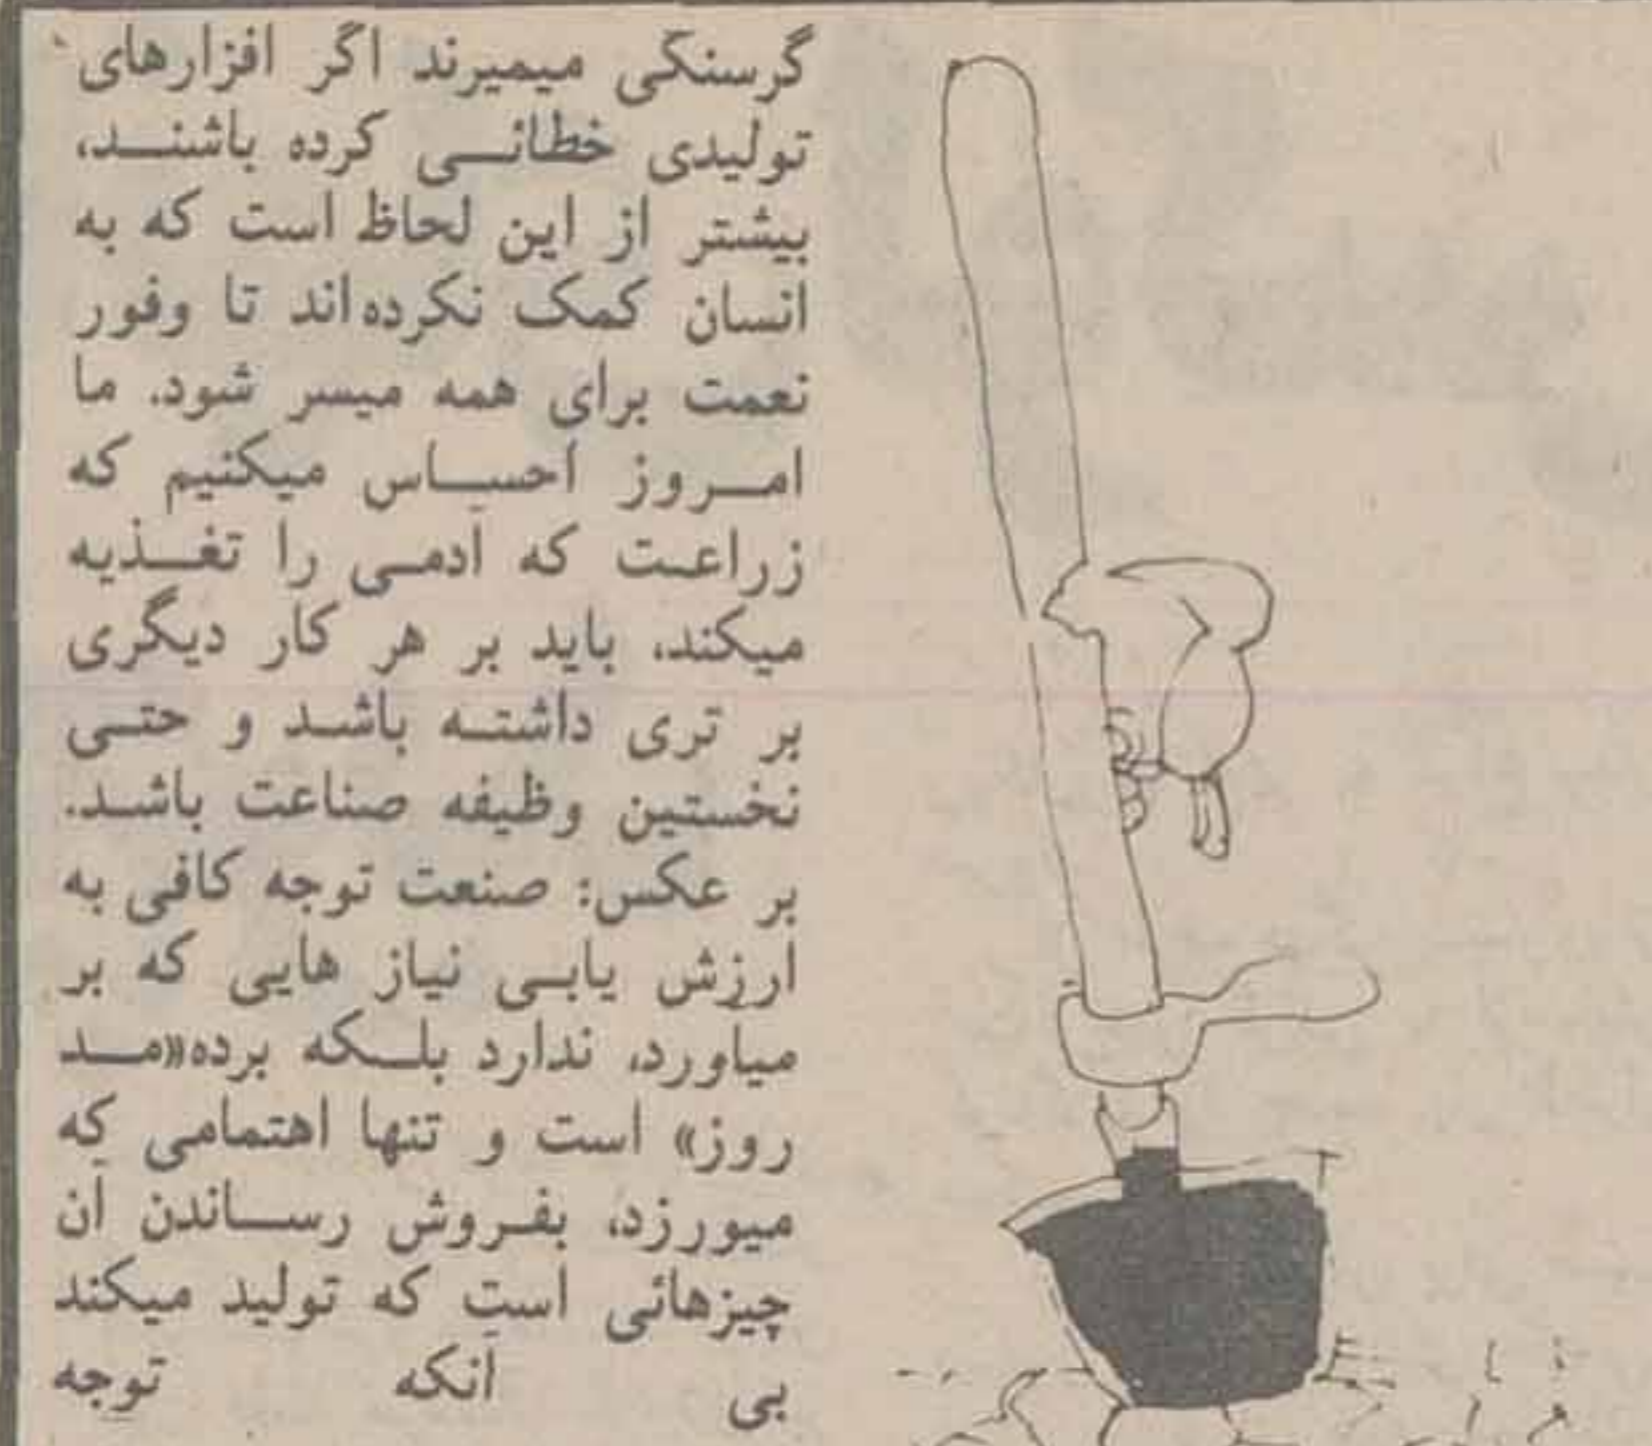 گرسنگی میمیرند اگر افزارهای
تولیدی خطائی کرده باشند،
بیشتر از این لحاظ است که به
انسان کمک نکرده‌اند تا وفور
نعمت برای همه میسر شود. ما
امروز احساس میکنیم که
زراعت که آدمی را تغذیه
میکند، باید بر هر کار دیگری
بر تری داشته باشد و حتی
نخستین وظیفه صناعت باشد.
بر عکس: صنعت توجه کافی به
ارزش یابی نیاز هایی که بر
میاورد، ندارد بلکه برده«مد
روز» است و تنها اهتمامی که
میورزد، بفروش رساندن آن
چیزهائی است که تولید میکند
بی آنکه توجه